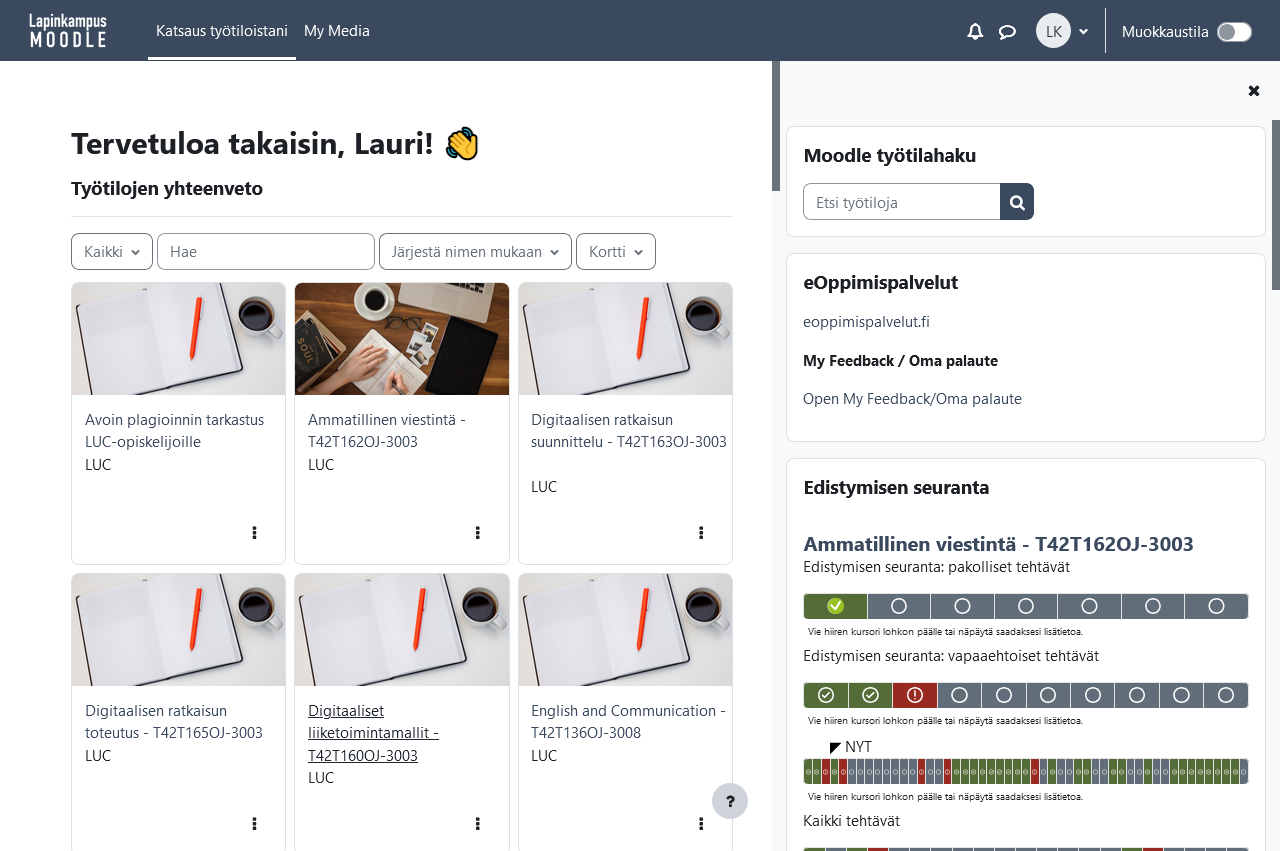 Lapinkampus
MOODLE
Katsaus työtiloistani
My Media
LK
Muokkaustila
Tervetuloa takaisin, Lauri! 👋
Työtilojen yhteenveto
Kaikki
Hae
Järjestä nimen mukaan
Kortti
Avoin plagioinnin tarkastus
LUC-opiskelijoille
LUC
Ammatillinen viestintä -
T42T162OJ-3003
LUC
Digitaalisen ratkaisun
suunnittelu - T42T163OJ-3003
LUC
Digitaalisen ratkaisun
toteutus - T42T165OJ-3003
LUC
Digitaaliset
liiketoimintamallit -
T42T160OJ-3003
LUC
English and Communication -
T42T136OJ-3008
LUC
?
Moodle työtilahaku
Etsi työtiloja
eOppimispalvelut
eoppimispalvelut.fi
My Feedback / Oma palaute
Open My Feedback/Oma palaute
Edistymisen seuranta
Ammatillinen viestintä - T42T162OJ-3003
Edistymisen seuranta: pakolliset tehtävät
Vie hiiren kursori lohkon päälle tai näpäytä saadaksesi lisätietoa.
Edistymisen seuranta: vapaaehtoiset tehtävät
Vie hiiren kursori lohkon päälle tai näpäytä saadaksesi lisätietoa.
NYT
Vie hiiren kursori lohkon päälle tai näpäytä saadaksesi lisätietoa.
Kaikki tehtävät